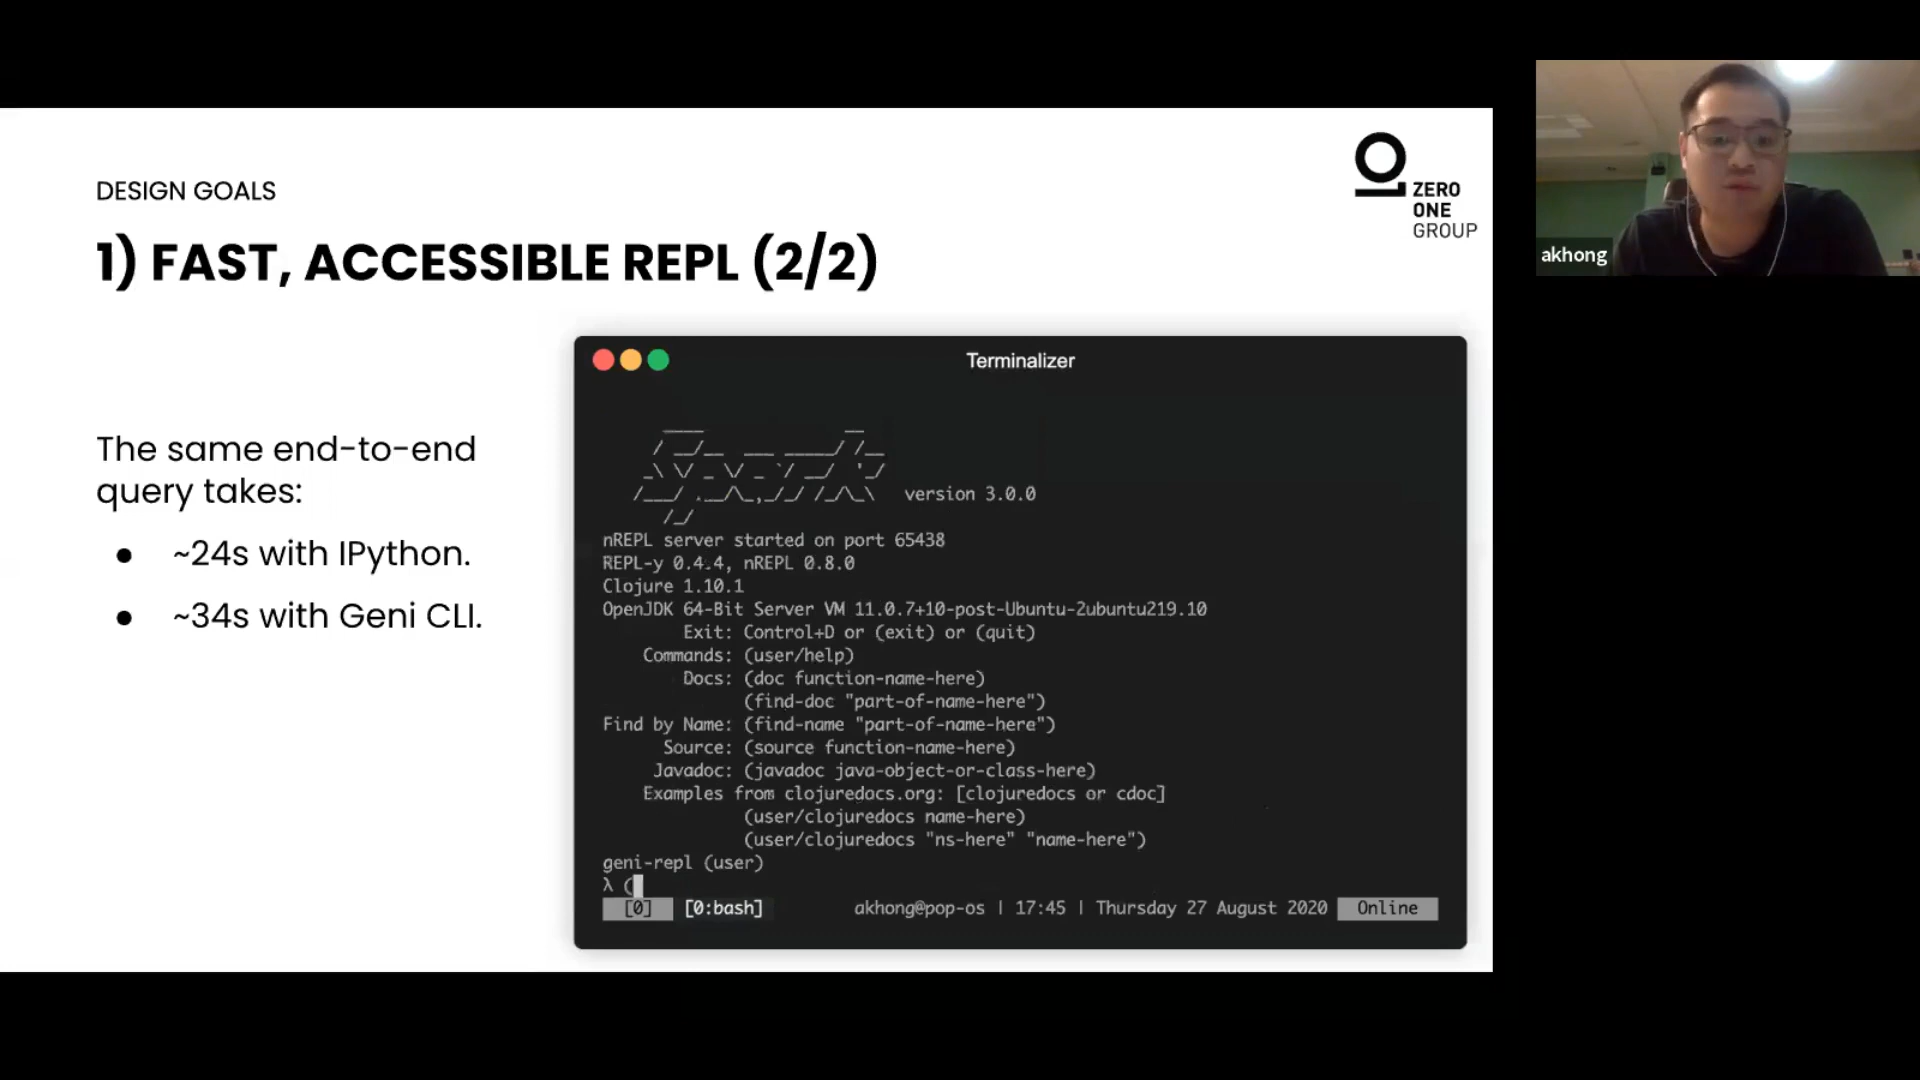 DESIGN GOALS
1) FAST, ACCESSIBLE REPL (2/2)
ZERO
ONE
GROUP
akhong
The same end-to-end
query takes:
● ~24s with IPython.
● ~34s with Geni CLI.
Terminalizer
Spark version 3.0.0
nREPL server started on port 65438
REPL-y 0.4.4, nREPL 0.8.0
Clojure 1.10.1
OpenJDK 64-Bit Server VM 11.0.7+10-post-Ubuntu-2ubuntu219.10
Exit: Control+D or (exit) or (quit)
Commands: (user/help)
Docs: (doc function-name-here)
(find-doc "part-of-name-here")
Find by Name: (find-name "part-of-name-here")
Source: (source function-name-here)
Javadoc: (javadoc java-object-or-class-here)
Examples from clojuredocs.org: [clojuredocs or cdoc]
(user/clojuredocs name-here)
(user/clojuredocs "ns-here" "name-here")
geni-repl (user)
λ (
[0] [0:bash] akhong@pop-os | 17:45 | Thursday 27 August 2020 Online